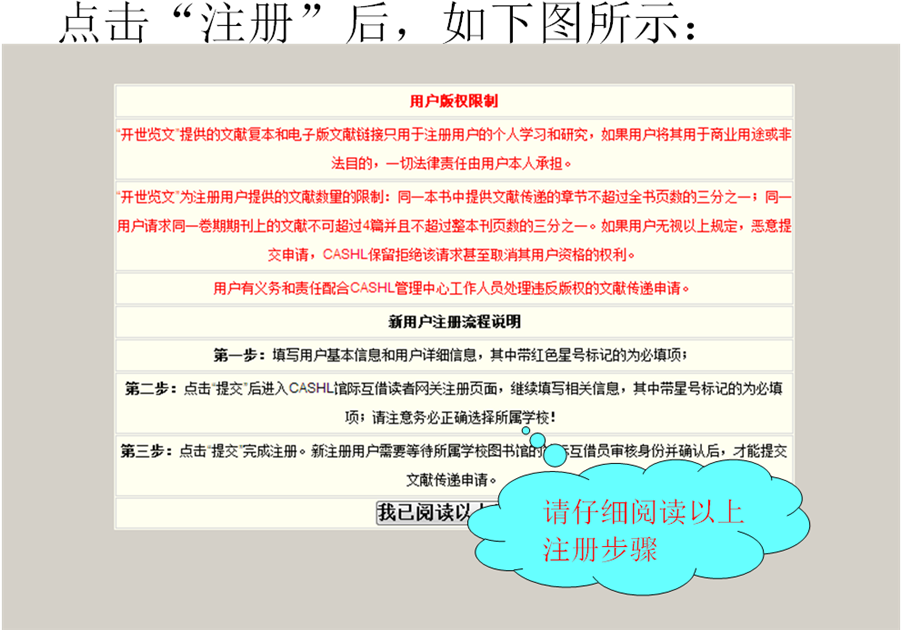 点击“注册”后，如下图所示：
用户版权限制
“开世览文”提供的文献复本和电子版文献链接只用于注册用户的个人学习和研究，如果用户将其用于商业用途或非
法目的，一切法律责任由用户本人承担。
“开世览文”为注册用户提供的文献数量的限制：同一本书中提供文献传递的章节不超过全书页数的三分之一；同一
用户请求同一卷期期刊上的文献不可超过4篇并且不超过整本刊页数的三分之一。如果用户无视以上规定，恶意提
交申请，CASHL保留拒绝该请求甚至取消其用户资格的权利。
用户有义务和责任配合CASHL管理中心工作人员处理违反版权的文献传递申请。
新用户注册流程说明
第一步：填写用户基本信息和用户详细信息，其中带红色星号标记的为必填项；
第二步：点击“提交”后进入CASHL馆际互借读者网关注册页面，继续填写相关信息，其中带星号标记的为必填
项；请注意务必正确选择所属学校！
第三步：点击“提交”完成注册。新注册用户需要等待所属学校图书馆的 际互借员审核身份并确认后，才能提交
文献传递申请。
我已阅读以上
请仔细阅读以上
注册步骤